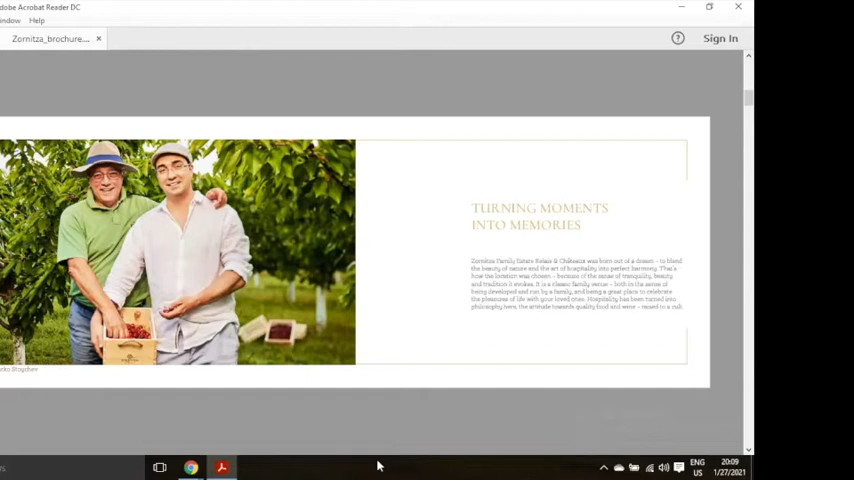 dobe Acrobat Reader DC
indow Help
Zornitza_brochure....
Sign In
TURNING MOMENTS
INTO MEMORIES
Zornitza Family Estate Relais & Châteaux was born out of a dream – to blend
the beauty of nature and the art of hospitality into perfect harmony. That's
how the location was chosen – because of the sense of tranquility, beauty
and tradition it evokes. It is a classic family venue – both in the sense of
being developed and run by a family, and being a great place to celebrate
the pleasures of life with your loved ones. Hospitality has been turned into
philosophy here, the attitude towards quality food and wine – raised to a cult.
ENG
US
20:09
1/27/2021